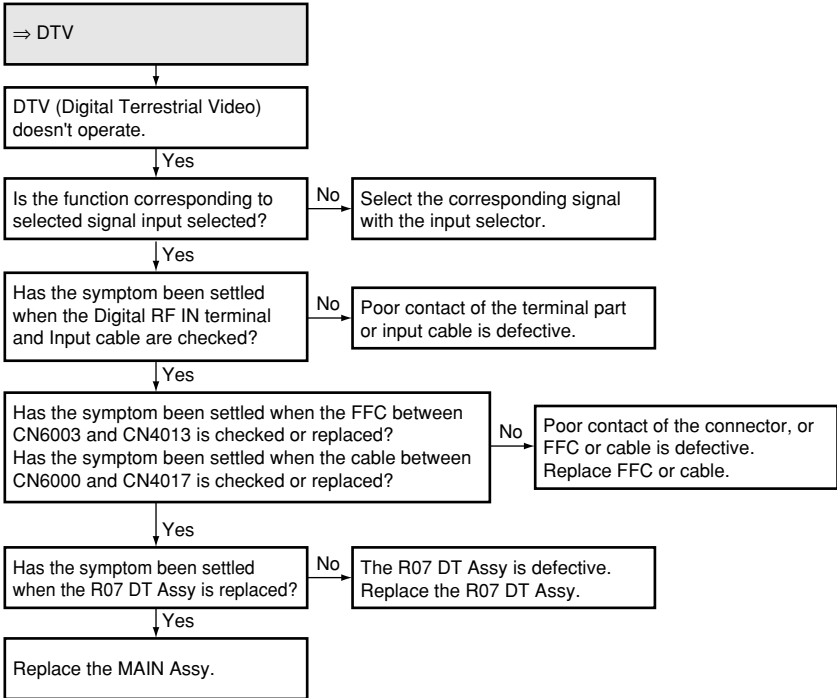 ⇒ DTV
DTV (Digital Terrestrial Video)
doesn't operate.
Yes
Is the function corresponding to
selected signal input selected?
No
Select the corresponding signal
with the input selector.
Yes
Has the symptom been settled
when the Digital RF IN terminal
and Input cable are checked?
No
Poor contact of the terminal part
or input cable is defective.
Yes
Has the symptom been settled when the FFC between
CN6003 and CN4013 is checked or replaced?
Has the symptom been settled when the cable between
CN6000 and CN4017 is checked or replaced?
No
Poor contact of the connector, or
FFC or cable is defective.
Replace FFC or cable.
Yes
Has the symptom been settled
when the R07 DT Assy is replaced?
No
The R07 DT Assy is defective.
Replace the R07 DT Assy.
Yes
Replace the MAIN Assy.